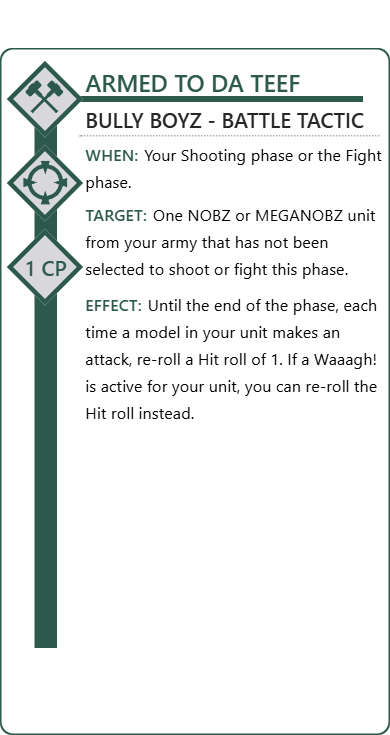 ARMED TO DA TEEF
BULLY BOYZ - BATTLE TACTIC
WHEN: Your Shooting phase or the Fight
phase.
TARGET: One NOBZ or MEGANOBZ unit
from your army that has not been
selected to shoot or fight this phase.
1 CP
EFFECT: Until the end of the phase, each
time a model in your unit makes an
attack, re-roll a Hit roll of 1. If a Waaagh!
is active for your unit, you can re-roll the
Hit roll instead.